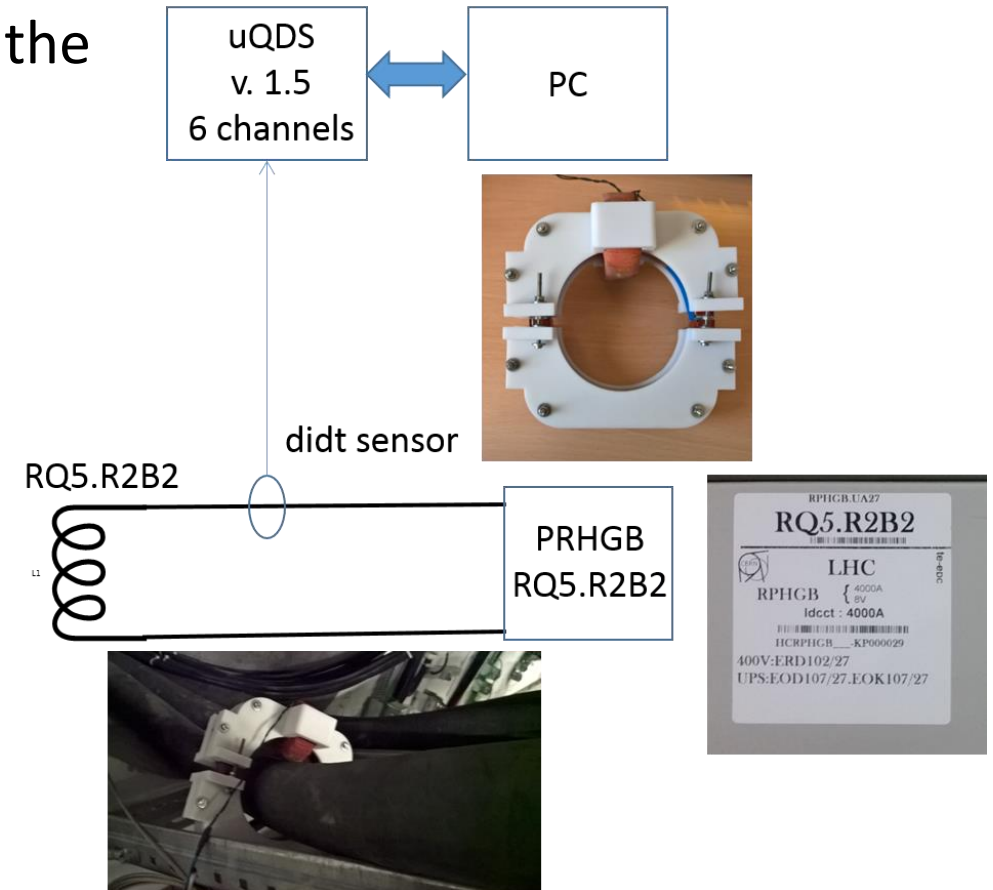 the
uQDS
v. 1.5
6 channels
PC
didt sensor
RQ5.R2B2
L1
PRHGB
RQ5.R2B2
RPHGB.UA27
RQ5.R2B2
te-epc
LHC
RPHGB { 4000A
8V
Idcct : 4000A
HCRPHGB___-KP000029
400V:ERD102/27
UPS:EOD107/27.EOK107/27